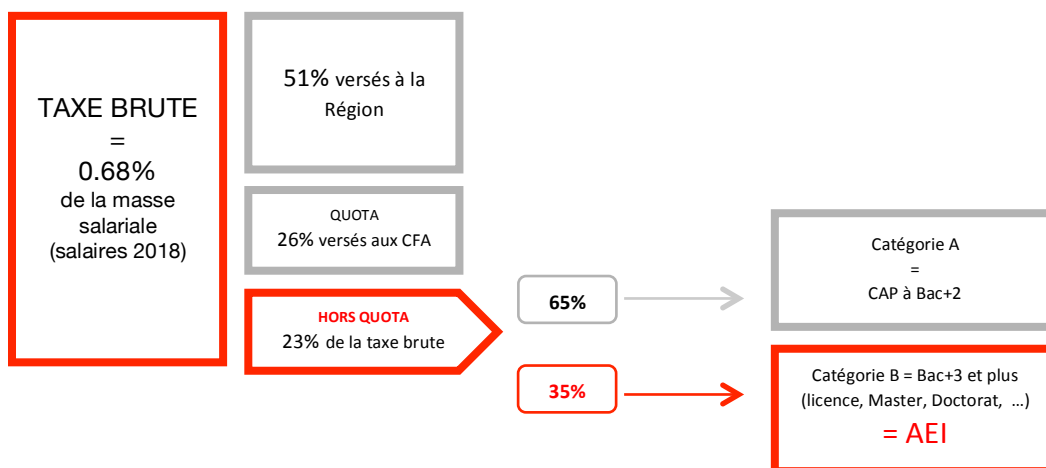 TAXE BRUTE
=
0.68%
de la masse
salariale
(salaires 2018)
51% versés à la
Région
QUOTA
26% versés aux CFA
HORS QUOTA
23% de la taxe brute
65%
35%
Catégorie A
=
CAP à Bac+2
Catégorie B = Bac+3 et plus
(licence, Master, Doctorat, …)
= AEI